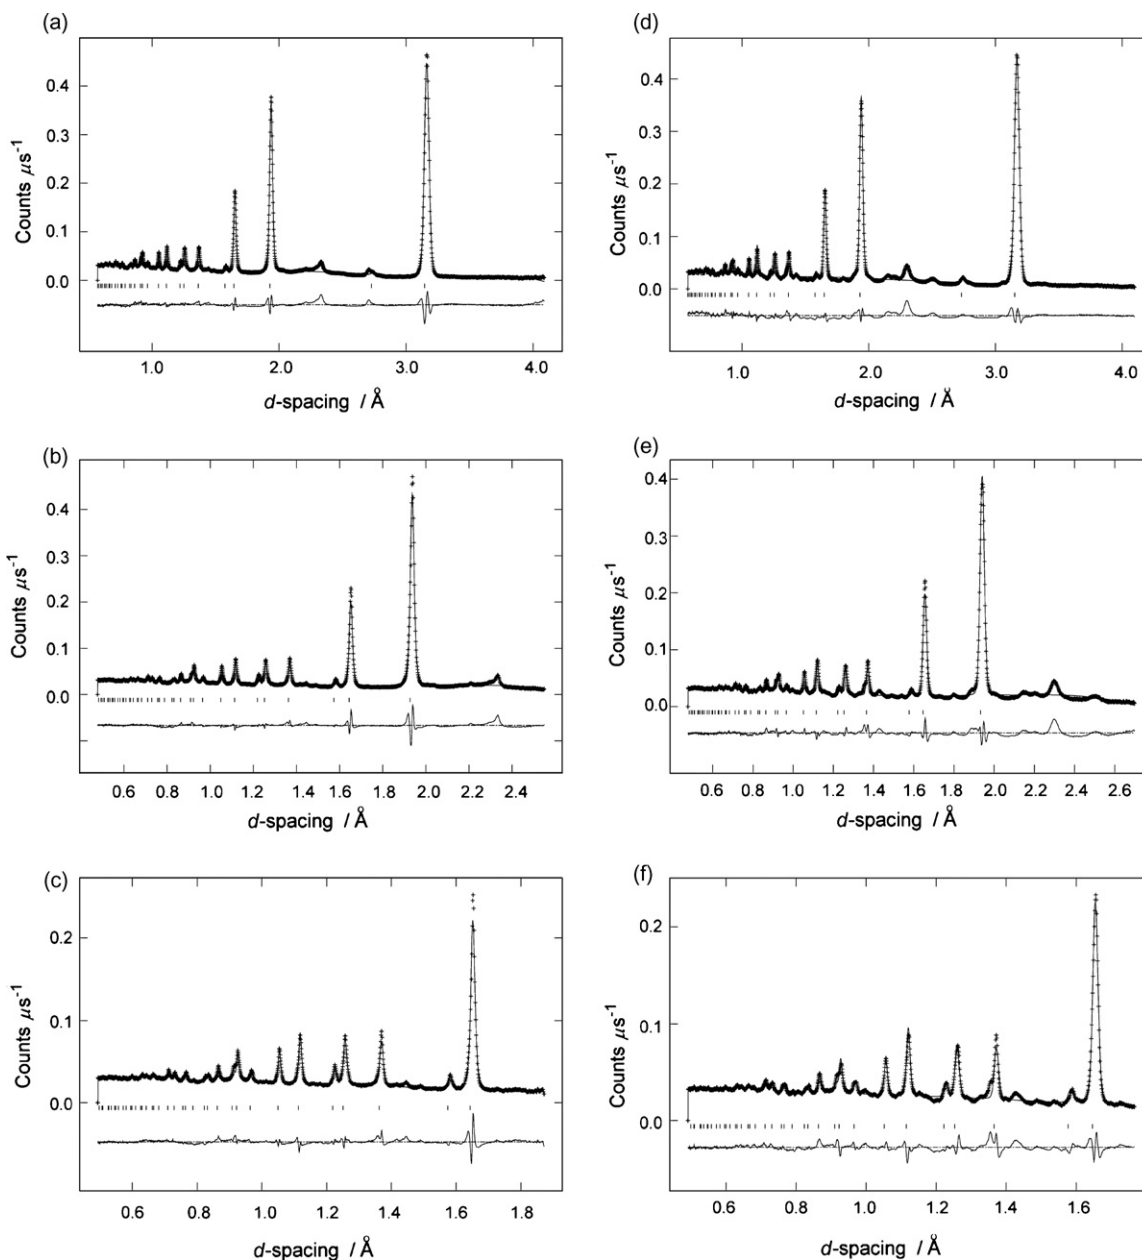 (a)
0.4
0.3
0.2
0.1
0.0
Counts μs⁻¹
1.0 2.0 3.0 4.0
d-spacing / Å
(b)
0.4
0.3
0.2
0.1
0.0
Counts μs⁻¹
0.6 0.8 1.0 1.2 1.4 1.6 1.8 2.0 2.2 2.4
d-spacing / Å
(c)
0.2
0.1
0.0
Counts μs⁻¹
0.6 0.8 1.0 1.2 1.4 1.6 1.8
d-spacing / Å
(d)
0.4
0.3
0.2
0.1
0.0
Counts μs⁻¹
1.0 2.0 3.0 4.0
d-spacing / Å
(e)
0.4
0.3
0.2
0.1
0.0
Counts μs⁻¹
0.6 0.8 1.0 1.2 1.4 1.6 1.8 2.0 2.2 2.4 2.6
d-spacing / Å
(f)
0.2
0.1
0.0
Counts μs⁻¹
0.6 0.8 1.0 1.2 1.4 1.6
d-spacing / Å